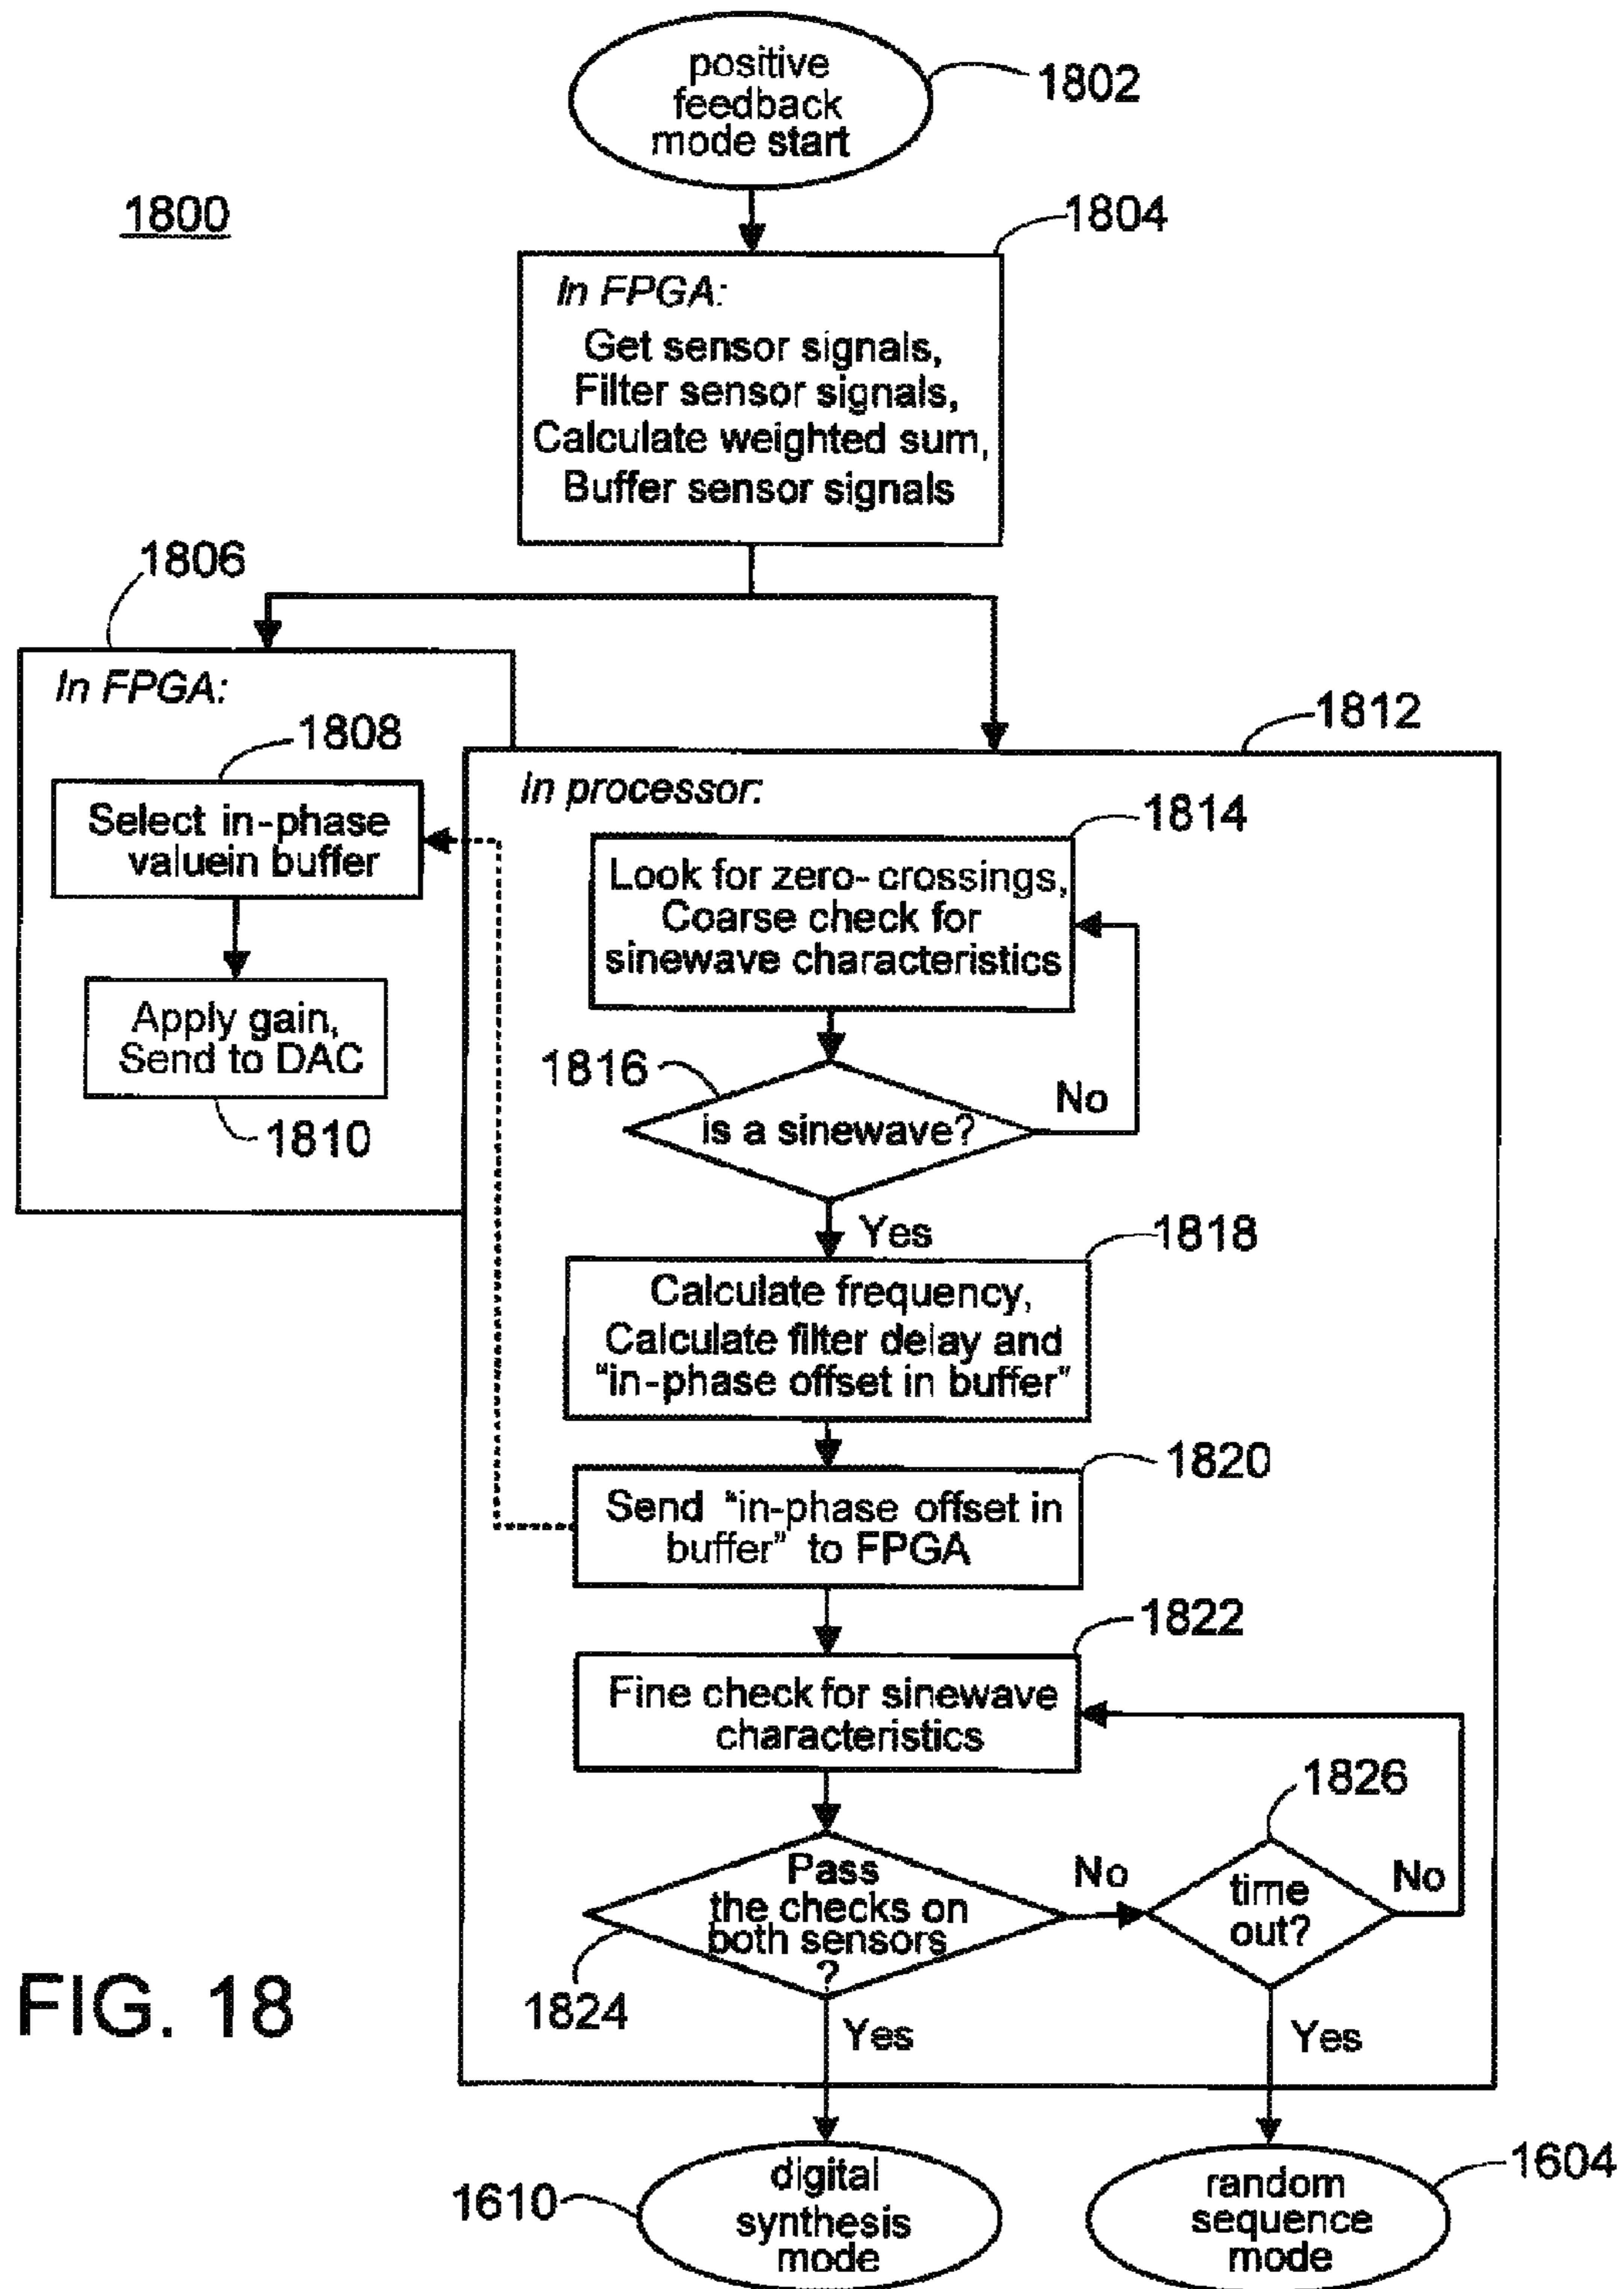 positive
feedback
mode start
1802
1800
1804
In FPGA:
Get sensor signals,
Filter sensor signals,
Calculate weighted sum,
Buffer sensor signals
1806
In FPGA:
1808
Select in-phase
valuein buffer
Apply gain,
Send to DAC
1810
1812
In processor:
1814
Look for zero-crossings,
Coarse check for
sinewave characteristics
1816
is a sinewave?
No
Yes
1818
Calculate frequency,
Calculate filter delay and
"in-phase offset in buffer"
1820
Send "in-phase offset in
buffer" to FPGA
1822
Fine check for sinewave
characteristics
1826
Pass
the checks on
both sensors
?
No
time
out?
No
1824
Yes
Yes
FIG. 18
1610
digital
synthesis
mode
random
sequence
mode
1604